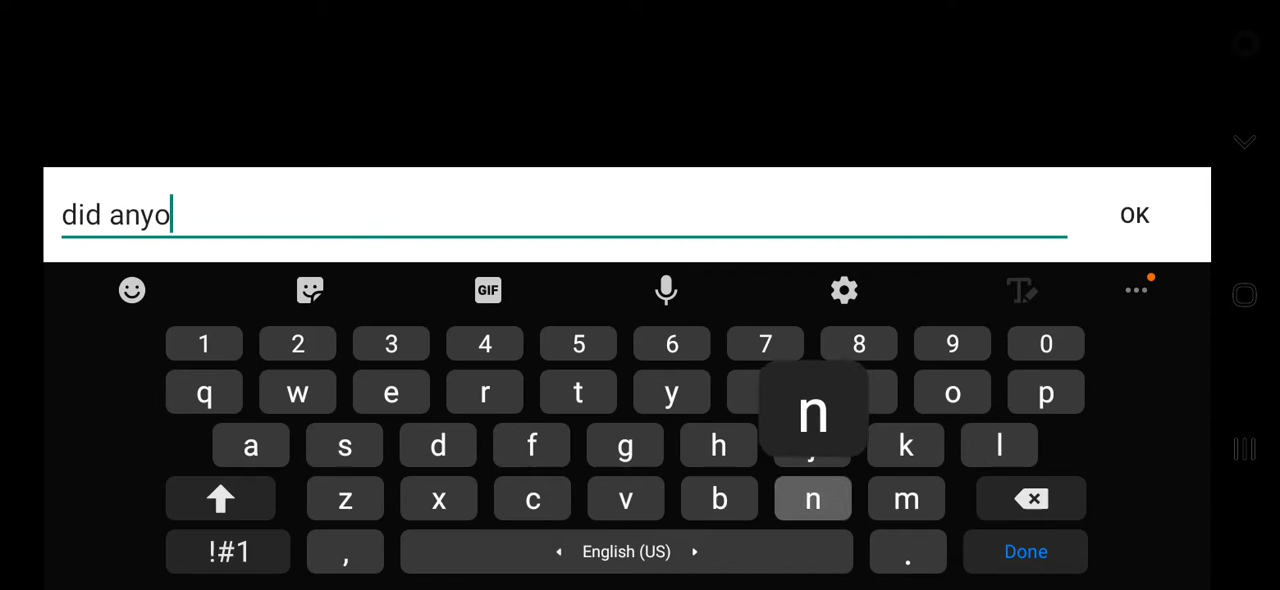 did anyo
OK
GIF
1 2 3 4 5 6 7 8 9 0
q w e r t y o p
n
a s d f g h k l
z x c v b n m
!#1 , English (US) . Done